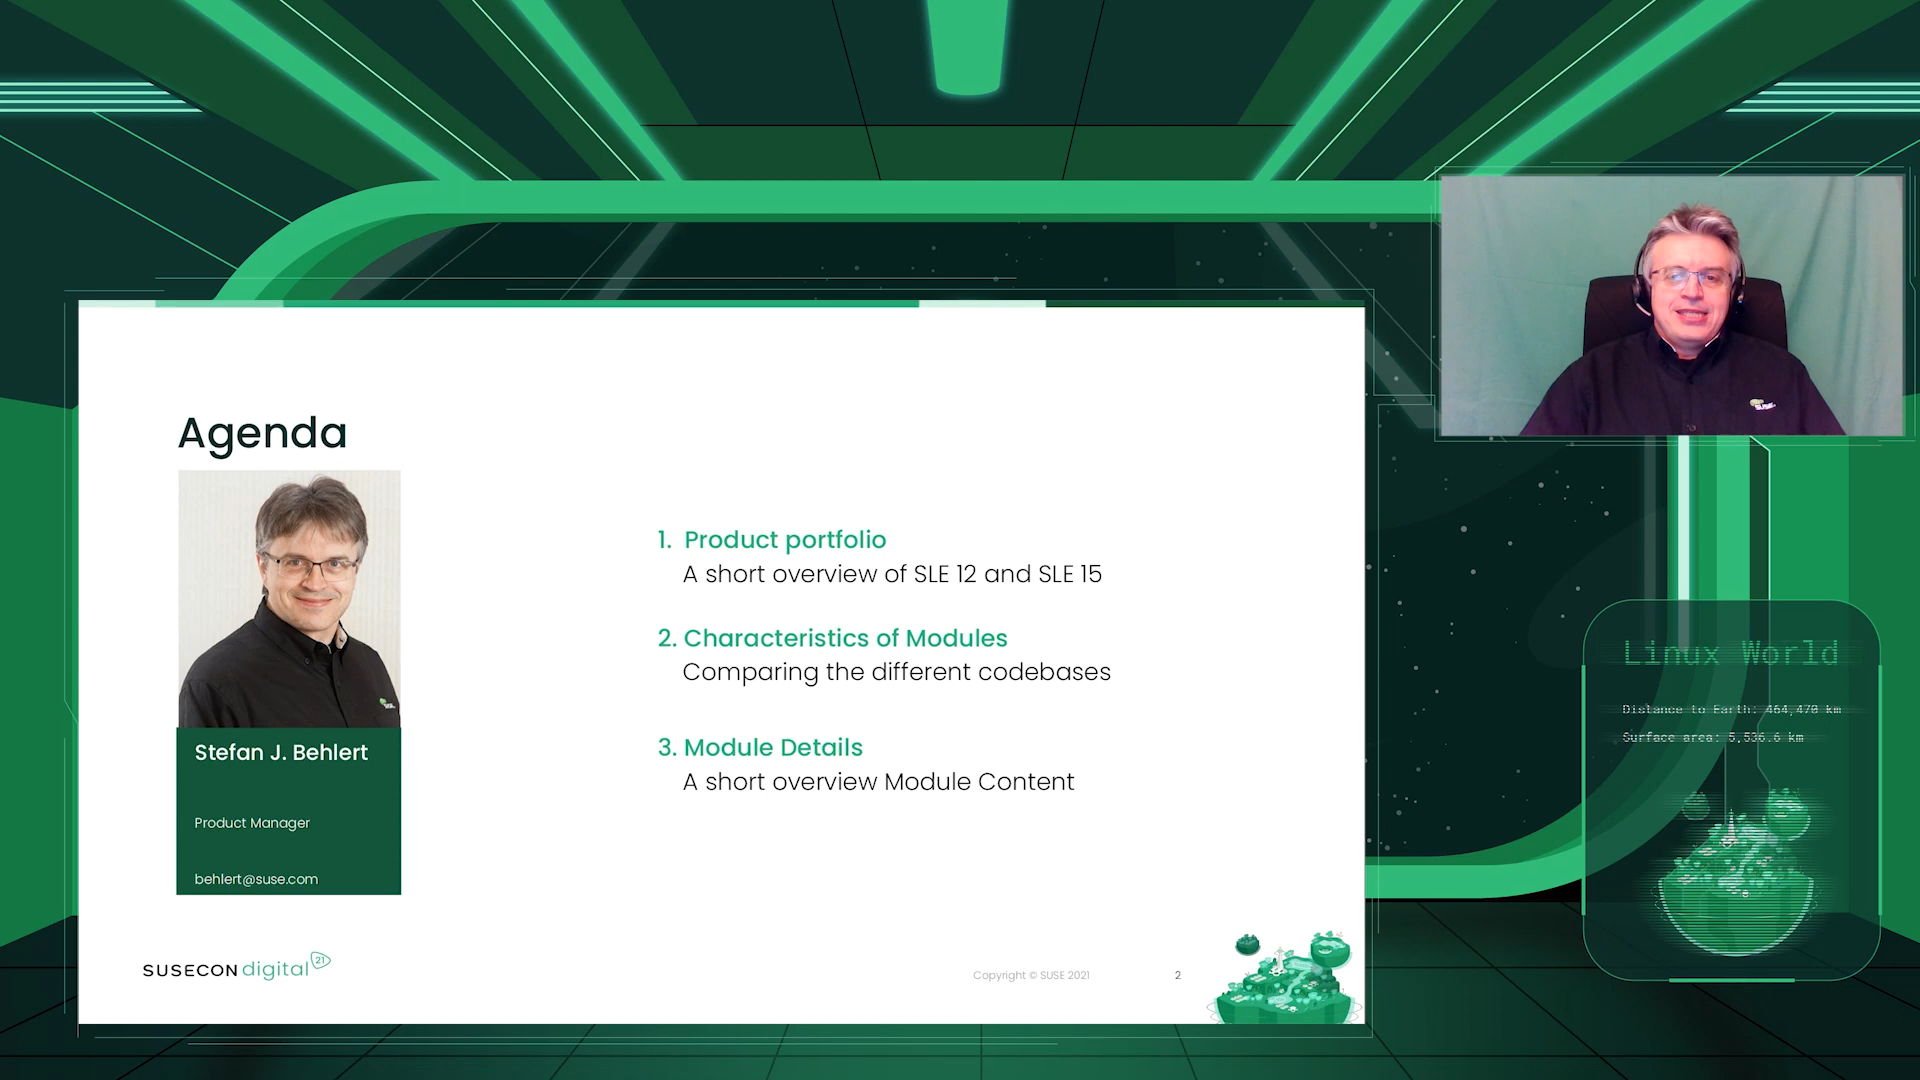 Agenda
1. Product portfolio
A short overview of SLE 12 and SLE 15
2. Characteristics of Modules
Comparing the different codebases
3. Module Details
A short overview Module Content
Stefan J. Behlert
Product Manager
behlert@suse.com
SUSECON digital 21
Copyright © SUSE 2021
2
Linux World
Distance to Earth: 464,470 km
Surface area: 5,536.6 km